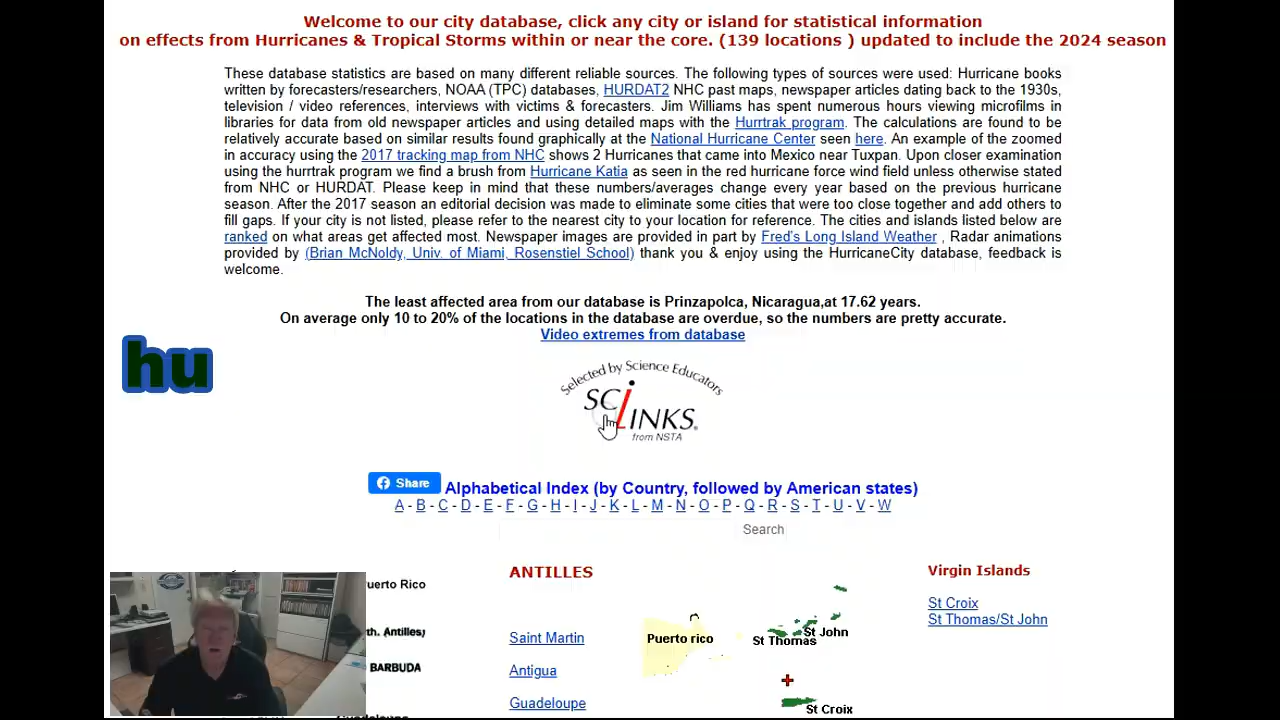 Welcome to our city database, click any city or island for statistical information
on effects from Hurricanes & Tropical Storms within or near the core. (139 locations ) updated to include the 2024 season
These database statistics are based on many different reliable sources. The following types of sources were used: Hurricane books
written by forecasters/researchers, NOAA (TPC) databases, HURDAT2 NHC past maps, newspaper articles dating back to the 1930s,
television / video references, interviews with victims & forecasters. Jim Williams has spent numerous hours viewing microfilms in
libraries for data from old newspaper articles and using detailed maps with the Hurrtrak program. The calculations are found to be
relatively accurate based on similar results found graphically at the National Hurricane Center seen here. An example of the zoomed
in accuracy using the 2017 tracking map from NHC shows 2 Hurricanes that came into Mexico near Tuxpan. Upon closer examination
using the hurrtrak program we find a brush from Hurricane Katia as seen in the red hurricane force wind field unless otherwise stated
from NHC or HURDAT. Please keep in mind that these numbers/averages change every year based on the previous hurricane
season. After the 2017 season an editorial decision was made to eliminate some cities that were too close together and add others to
fill gaps. If your city is not listed, please refer to the nearest city to your location for reference. The cities and islands listed below are
ranked on what areas get affected most. Newspaper images are provided in part by Fred's Long Island Weather , Radar animations
provided by (Brian McNoldy, Univ. of Miami, Rosenstiel School) thank you & enjoy using the HurricaneCity database, feedback is
welcome.
The least affected area from our database is Prinzapolca, Nicaragua,at 17.62 years.
On average only 10 to 20% of the locations in the database are overdue, so the numbers are pretty accurate.
Video extremes from database
hu
Selected by Science Educators
SCiLINKS®
from NSTA
Share
Alphabetical Index (by Country, followed by American states)
A - B - C - D - E - F - G - H - I - J - K - L - M - N - O - P - Q - R - S - T - U - V - W
Search
ANTILLES
Virgin Islands
uerto Rico
St Croix
St Thomas/St John
th. Antilles;
Saint Martin
Puerto rico
St Thomas
St John
BARBUDA
Antigua
Guadeloupe
St Croix